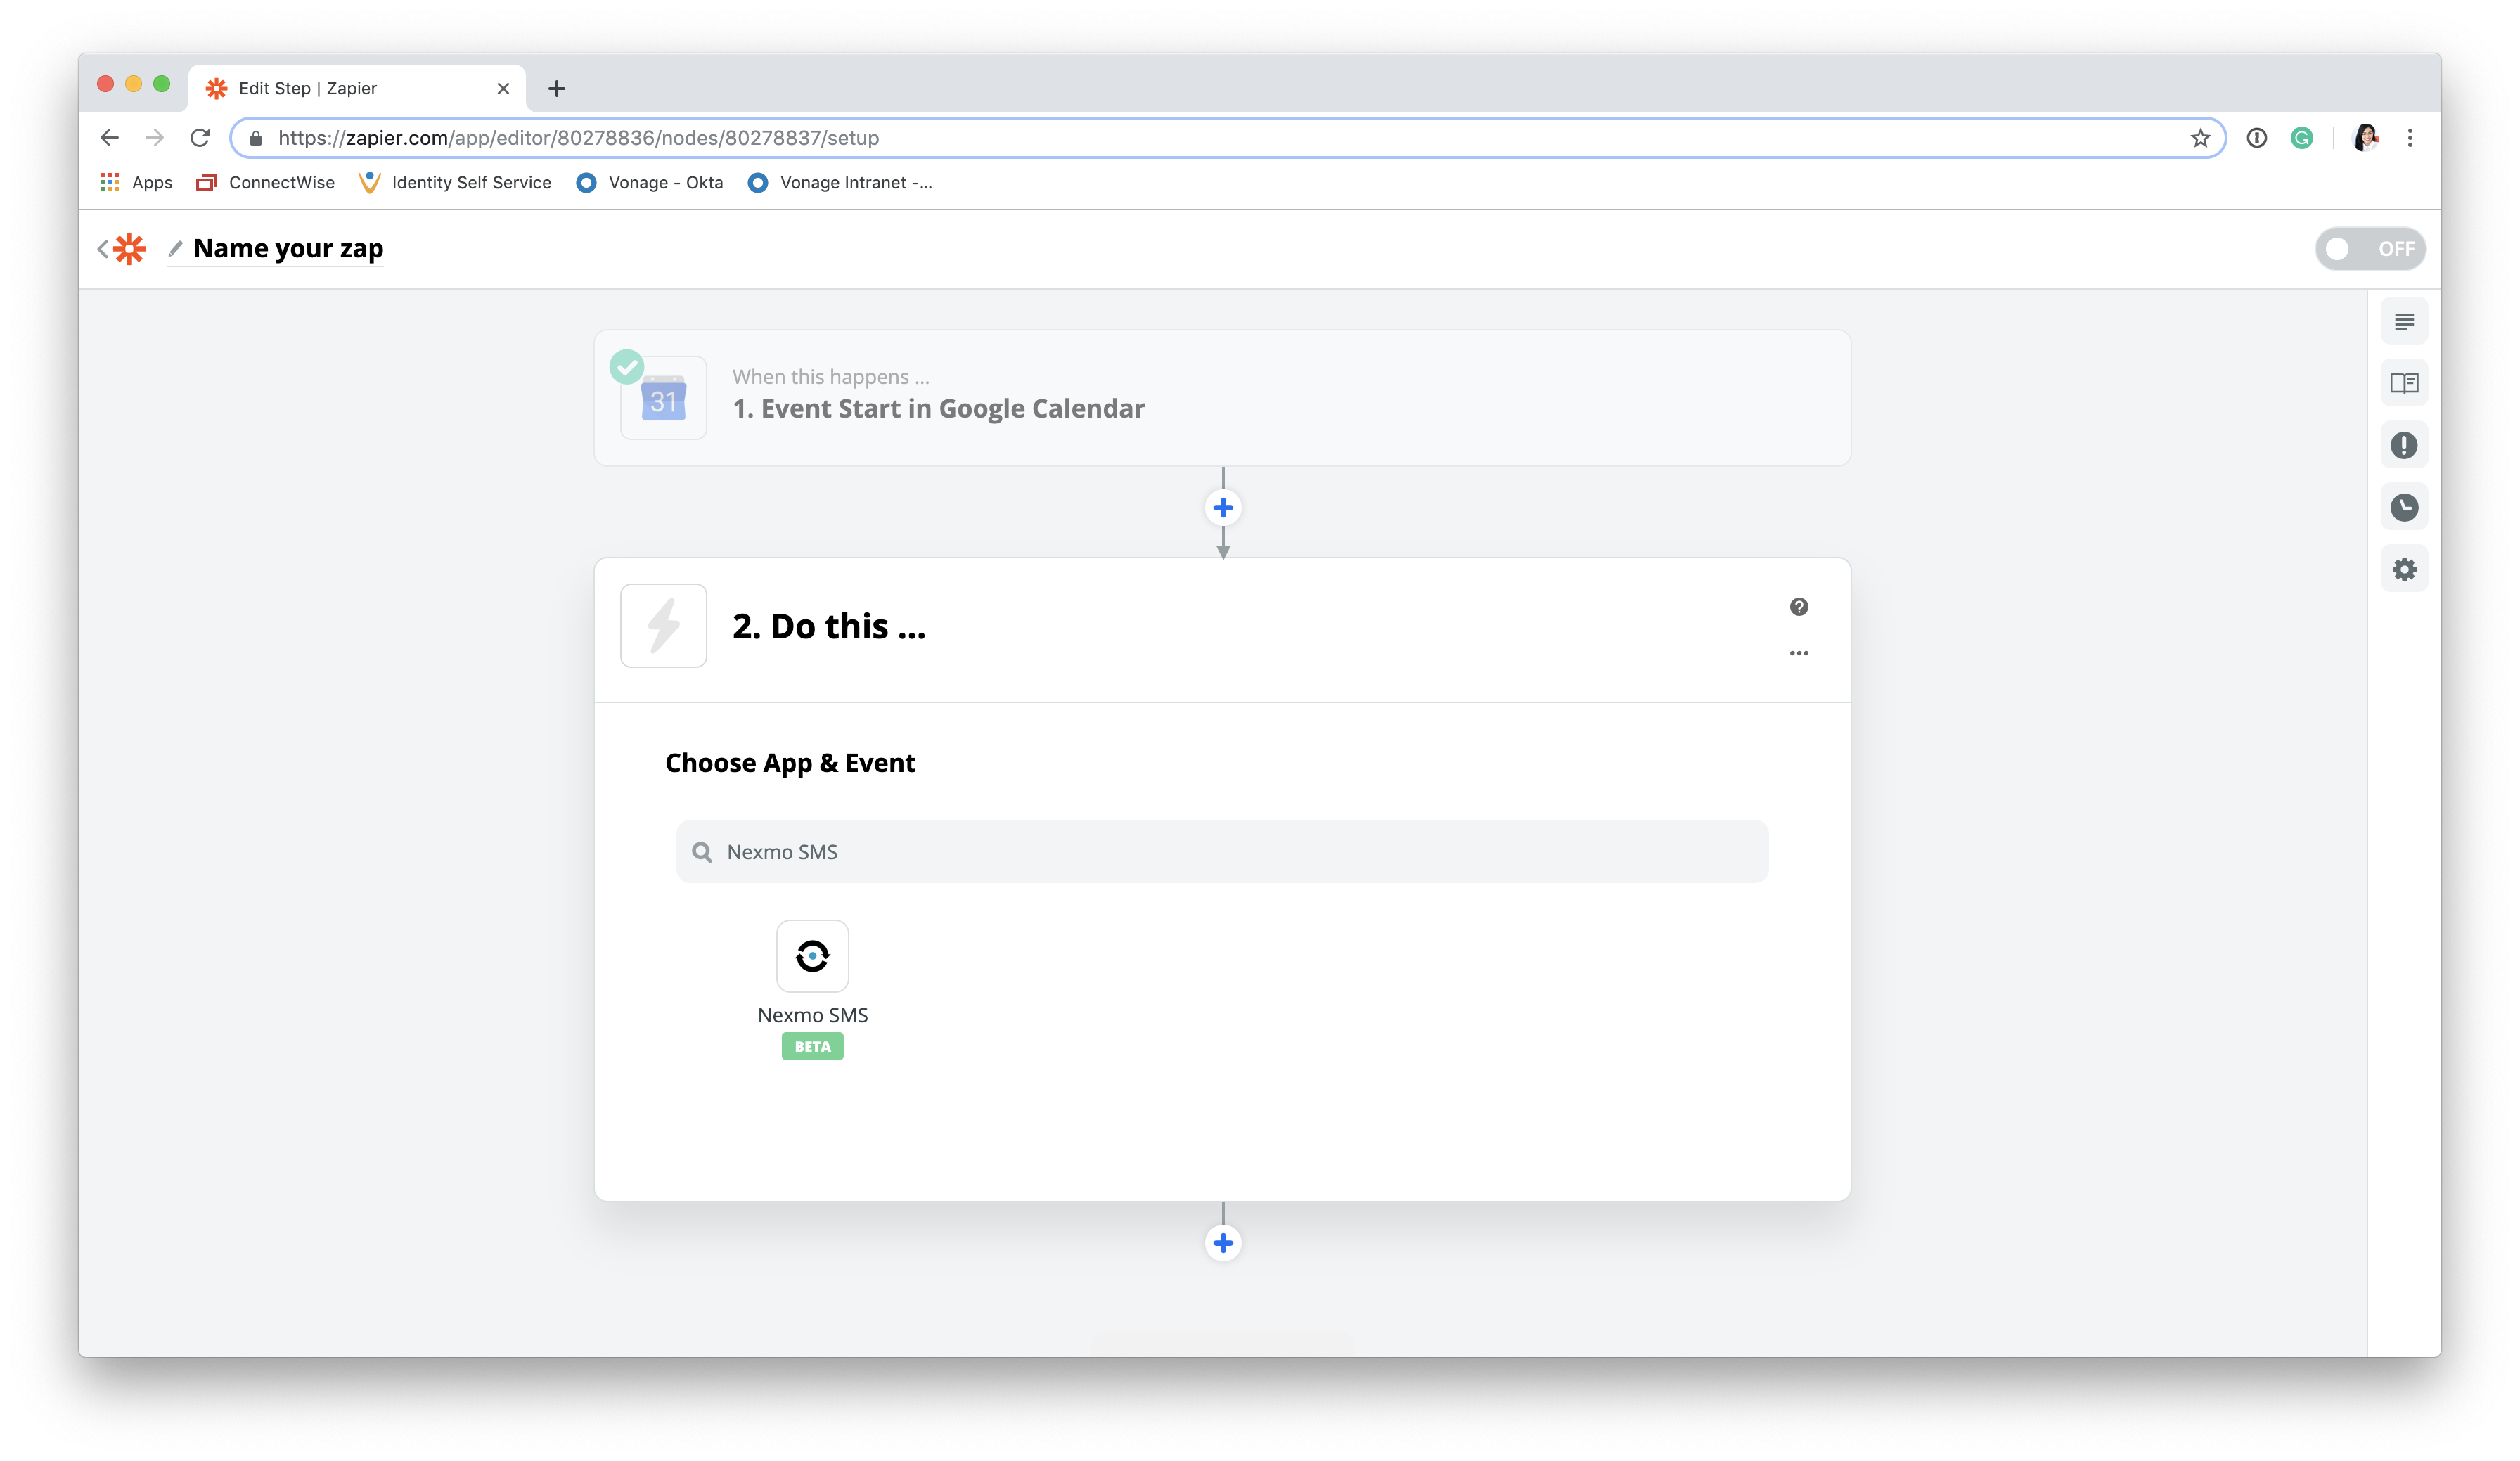 Edit Step | Zapier
https://zapier.com/app/editor/80278836/nodes/80278837/setup
Apps ConnectWise Identity Self Service Vonage - Okta Vonage Intranet -...
Name your zap
OFF
31
When this happens ...
1. Event Start in Google Calendar
2. Do this ...
Choose App & Event
Nexmo SMS
Nexmo SMS
BETA